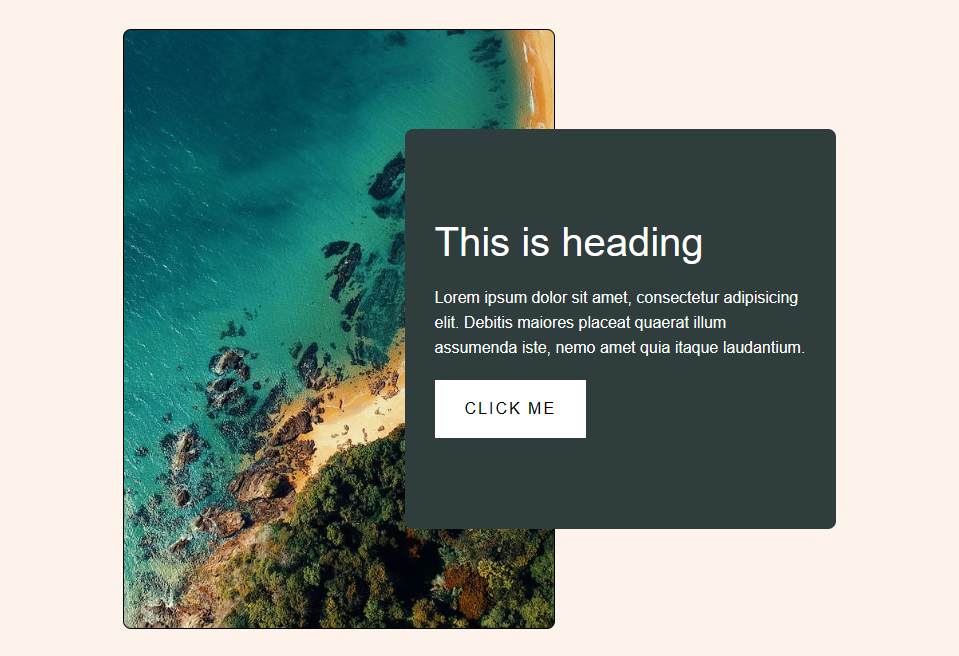 This is heading
Lorem ipsum dolor sit amet, consectetur adipisicing
elit. Debitis maiores placeat quaerat illum
assumenda iste, nemo amet quia itaque laudantium.
CLICK ME